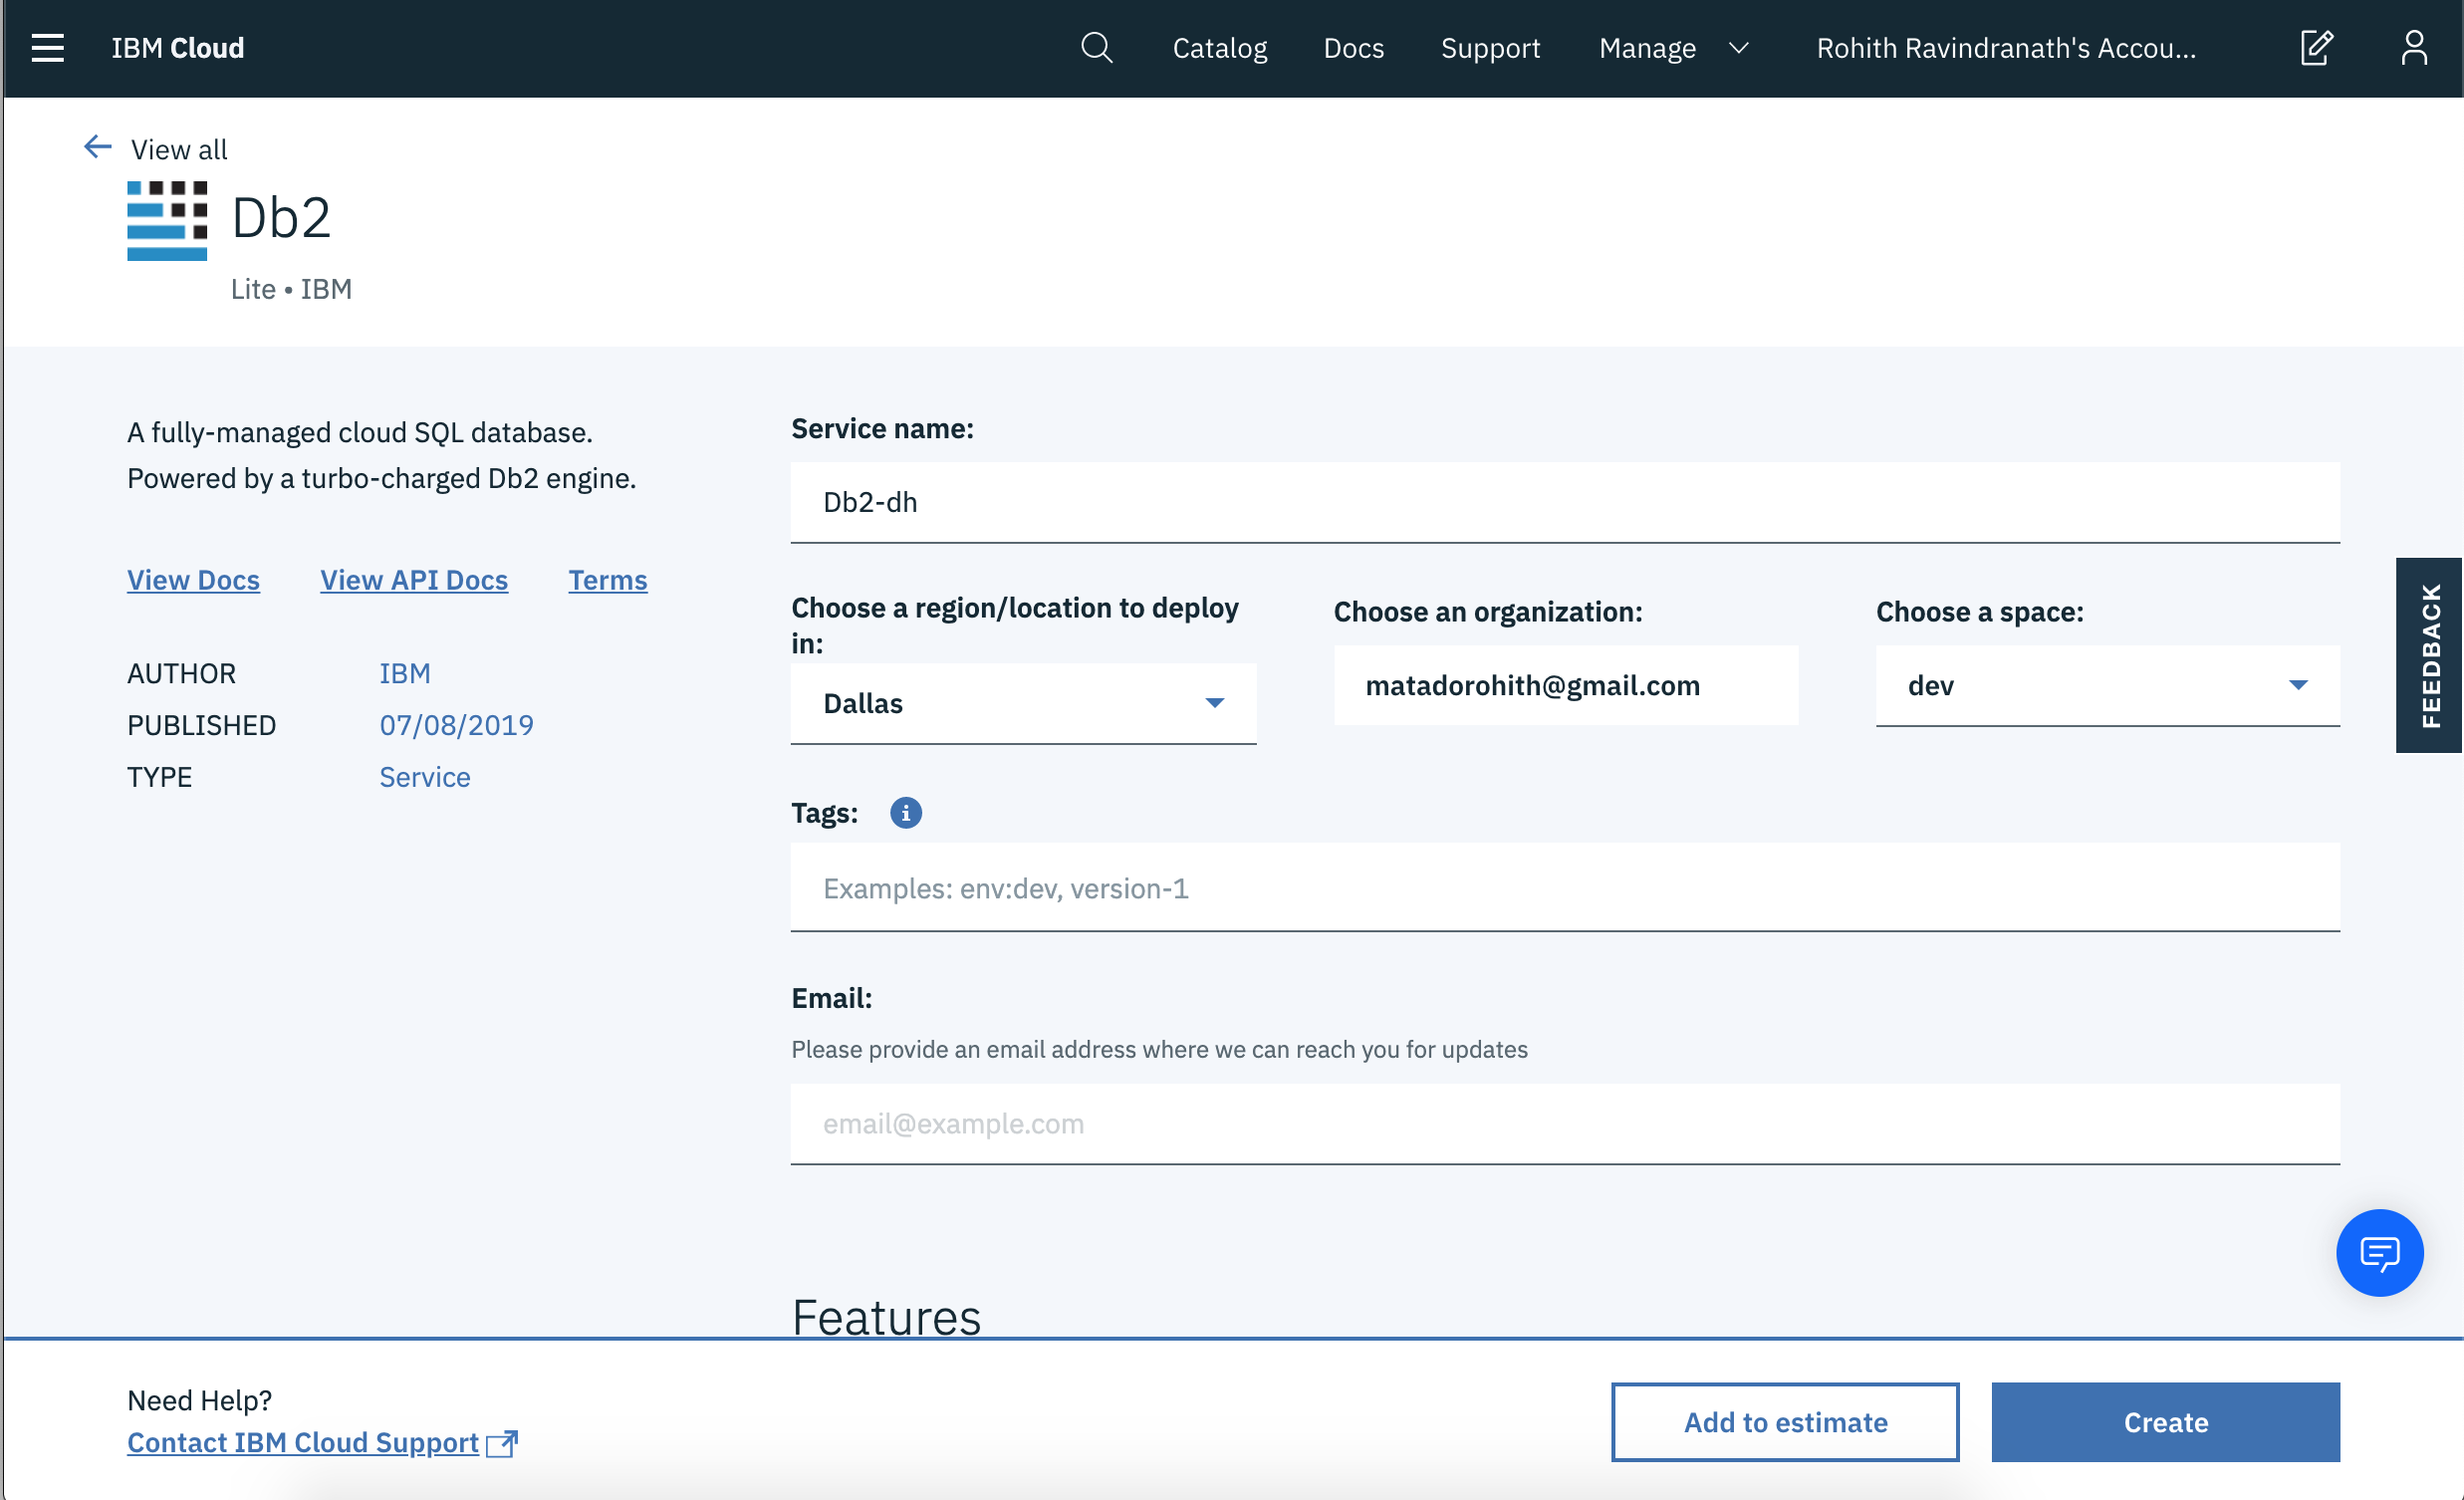 IBM Cloud
Catalog
Docs
Support
Manage
Rohith Ravindranath's Accou...
View all
Db2
Lite • IBM
A fully-managed cloud SQL database.
Powered by a turbo-charged Db2 engine.
View Docs
View API Docs
Terms
AUTHOR IBM
PUBLISHED 07/08/2019
TYPE Service
Service name:
Db2-dh
Choose a region/location to deploy
in:
Dallas
Choose an organization:
matadorohith@gmail.com
Choose a space:
dev
Tags:
Examples: env:dev, version-1
Email:
Please provide an email address where we can reach you for updates
email@example.com
Features
FEEDBACK
Need Help?
Contact IBM Cloud Support
Add to estimate
Create